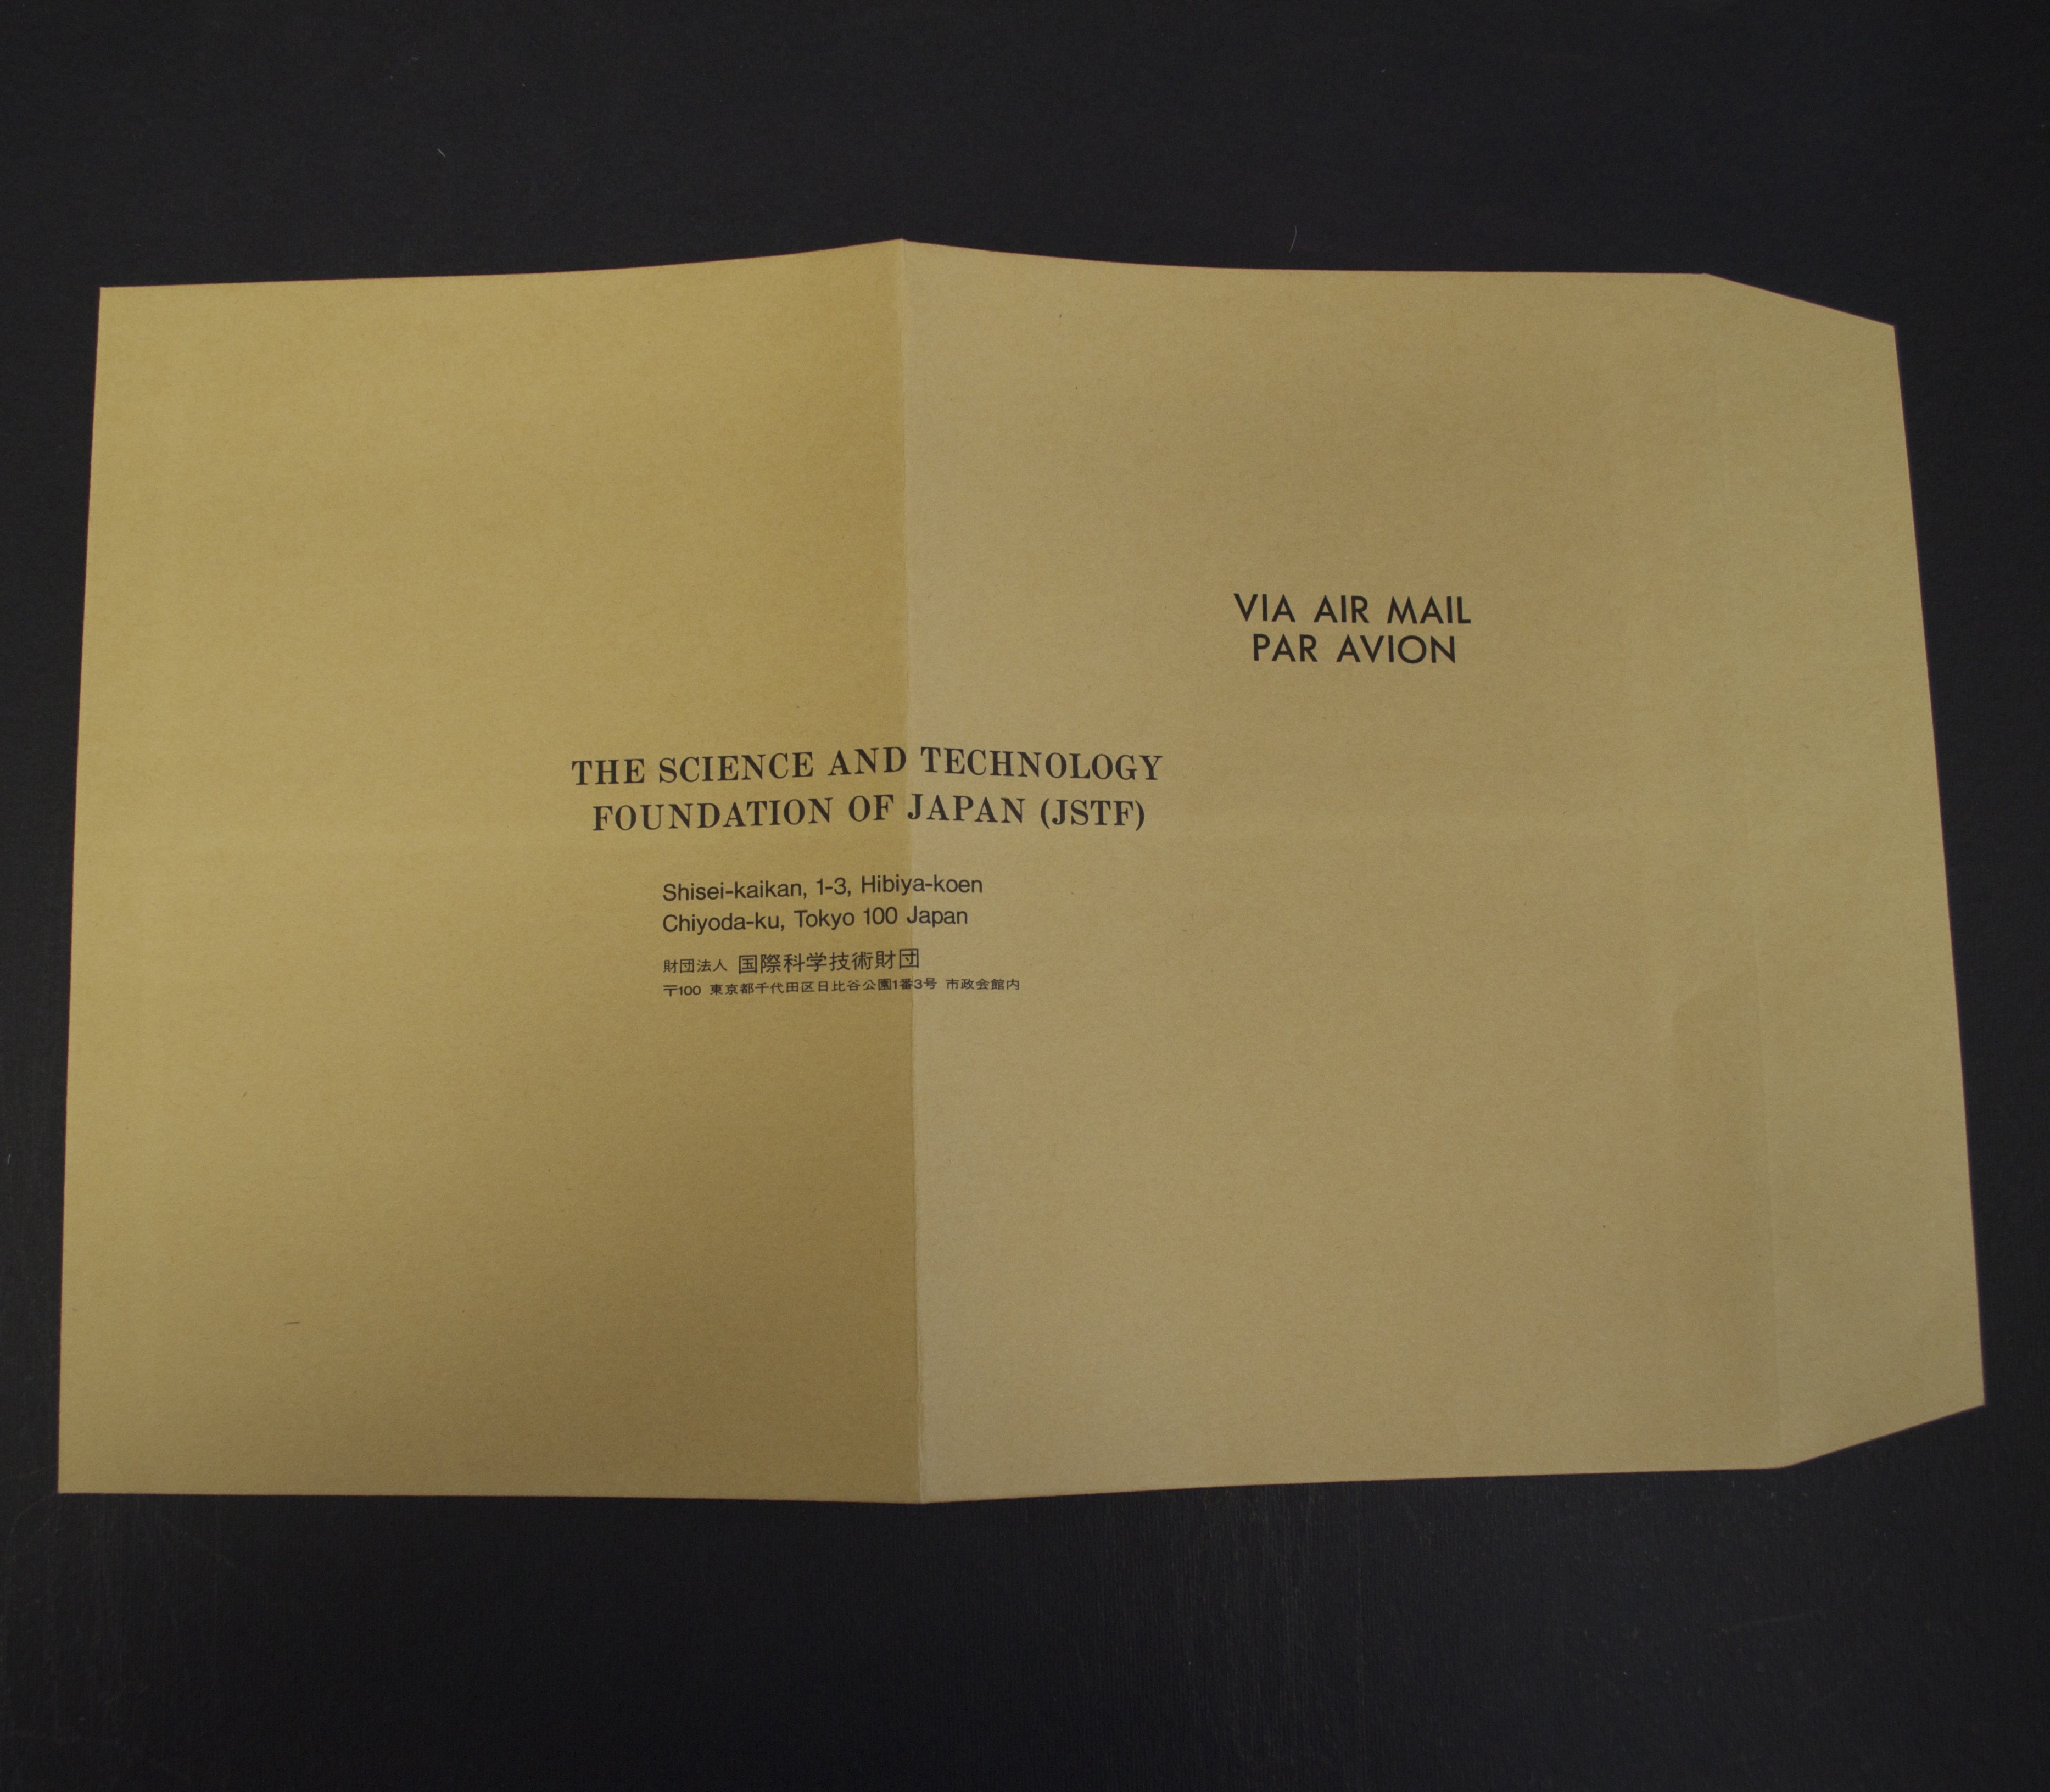 VIA AIR MAIL
PAR AVION
THE SCIENCE AND TECHNOLOGY
FOUNDATION OF JAPAN (JSTF)
Shisei-kaikan, 1-3, Hibiya-koen
Chiyoda-ku, Tokyo 100 Japan
財団法人 国際科学技術財団
〒100 東京都千代田区日比谷公園1番3号 市政会館内